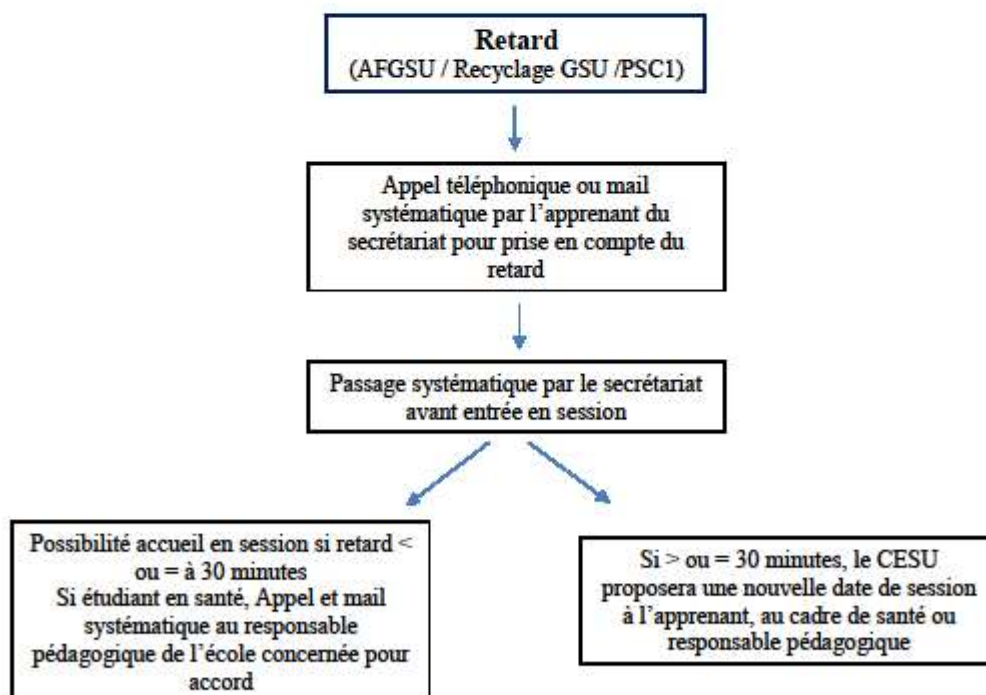 Retard
(AFGSU / Recyclage GSU /PSC1)
Appel téléphonique ou mail
systématique par l’apprenant du
secrétariat pour prise en compte du
retard
Passage systématique par le secrétariat
avant entrée en session
Possibilité accueil en session si retard <
ou = à 30 minutes
Si étudiant en santé, Appel et mail
systématique au responsable
pédagogique de l’école concernée pour
accord
Si > ou = 30 minutes, le CESU
proposera une nouvelle date de session
à l’apprenant, au cadre de santé ou
responsable pédagogique